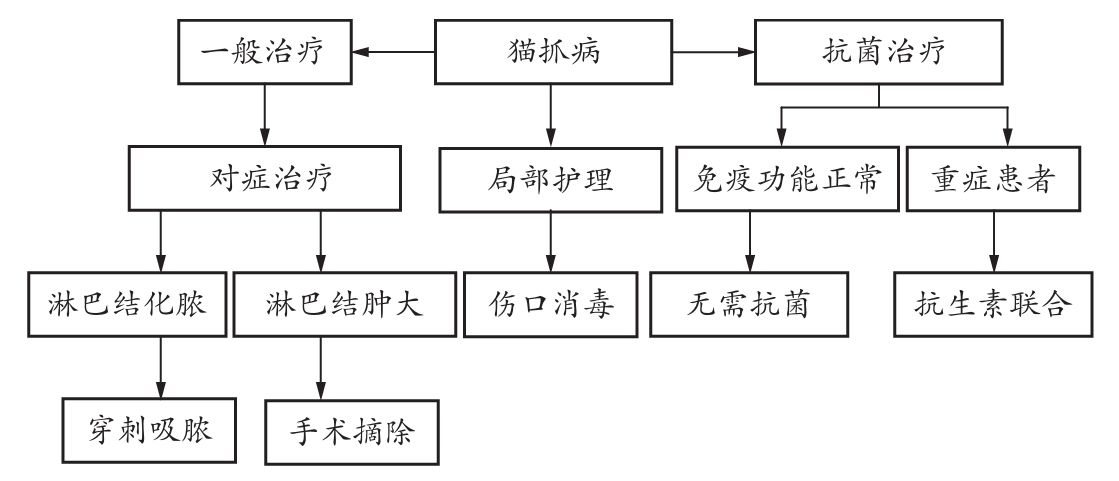 一般治疗
猫抓病
抗菌治疗
对症治疗
局部护理
免疫功能正常
重症患者
淋巴结化脓
淋巴结肿大
伤口消毒
无需抗菌
抗生素联合
穿刺吸脓
手术摘除